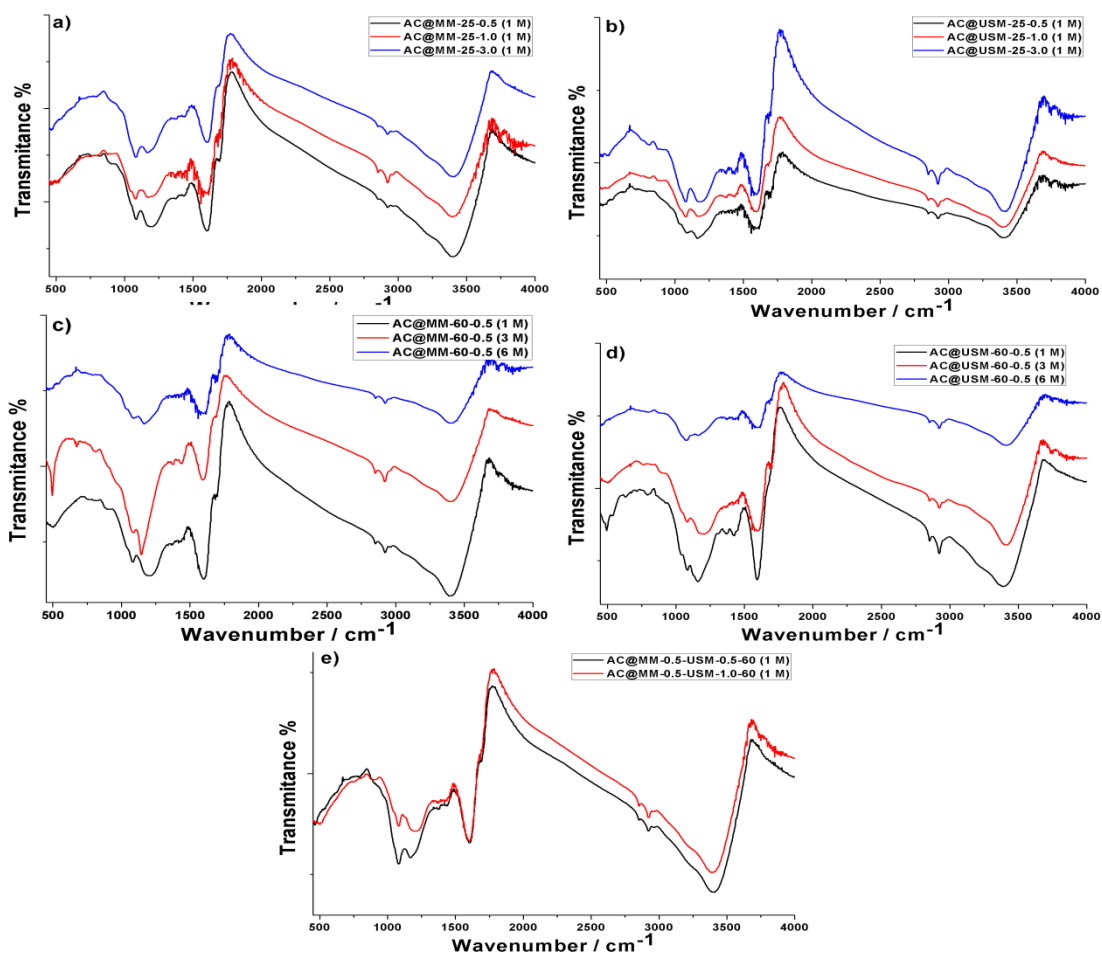 a)
AC@MM-25-0.5 (1 M)
AC@MM-25-1.0 (1 M)
AC@MM-25-3.0 (1 M)
Transmitance %
500 1000 1500 2000 2500 3000 3500 4000
b)
AC@USM-25-0.5 (1 M)
AC@USM-25-1.0 (1 M)
AC@USM-25-3.0 (1 M)
Transmitance %
500 1000 1500 2000 2500 3000 3500 4000
Wavenumber / cm-1
c)
AC@MM-60-0.5 (1 M)
AC@MM-60-0.5 (3 M)
AC@MM-60-0.5 (6 M)
Transmitance %
500 1000 1500 2000 2500 3000 3500 4000
Wavenumber / cm-1
d)
AC@USM-60-0.5 (1 M)
AC@USM-60-0.5 (3 M)
AC@USM-60-0.5 (6 M)
Transmitance %
500 1000 1500 2000 2500 3000 3500 4000
Wavenumber / cm-1
e)
AC@MM-0.5-USM-0.5-60 (1 M)
AC@MM-0.5-USM-1.0-60 (1 M)
Transmitance %
500 1000 1500 2000 2500 3000 3500 4000
Wavenumber / cm-1